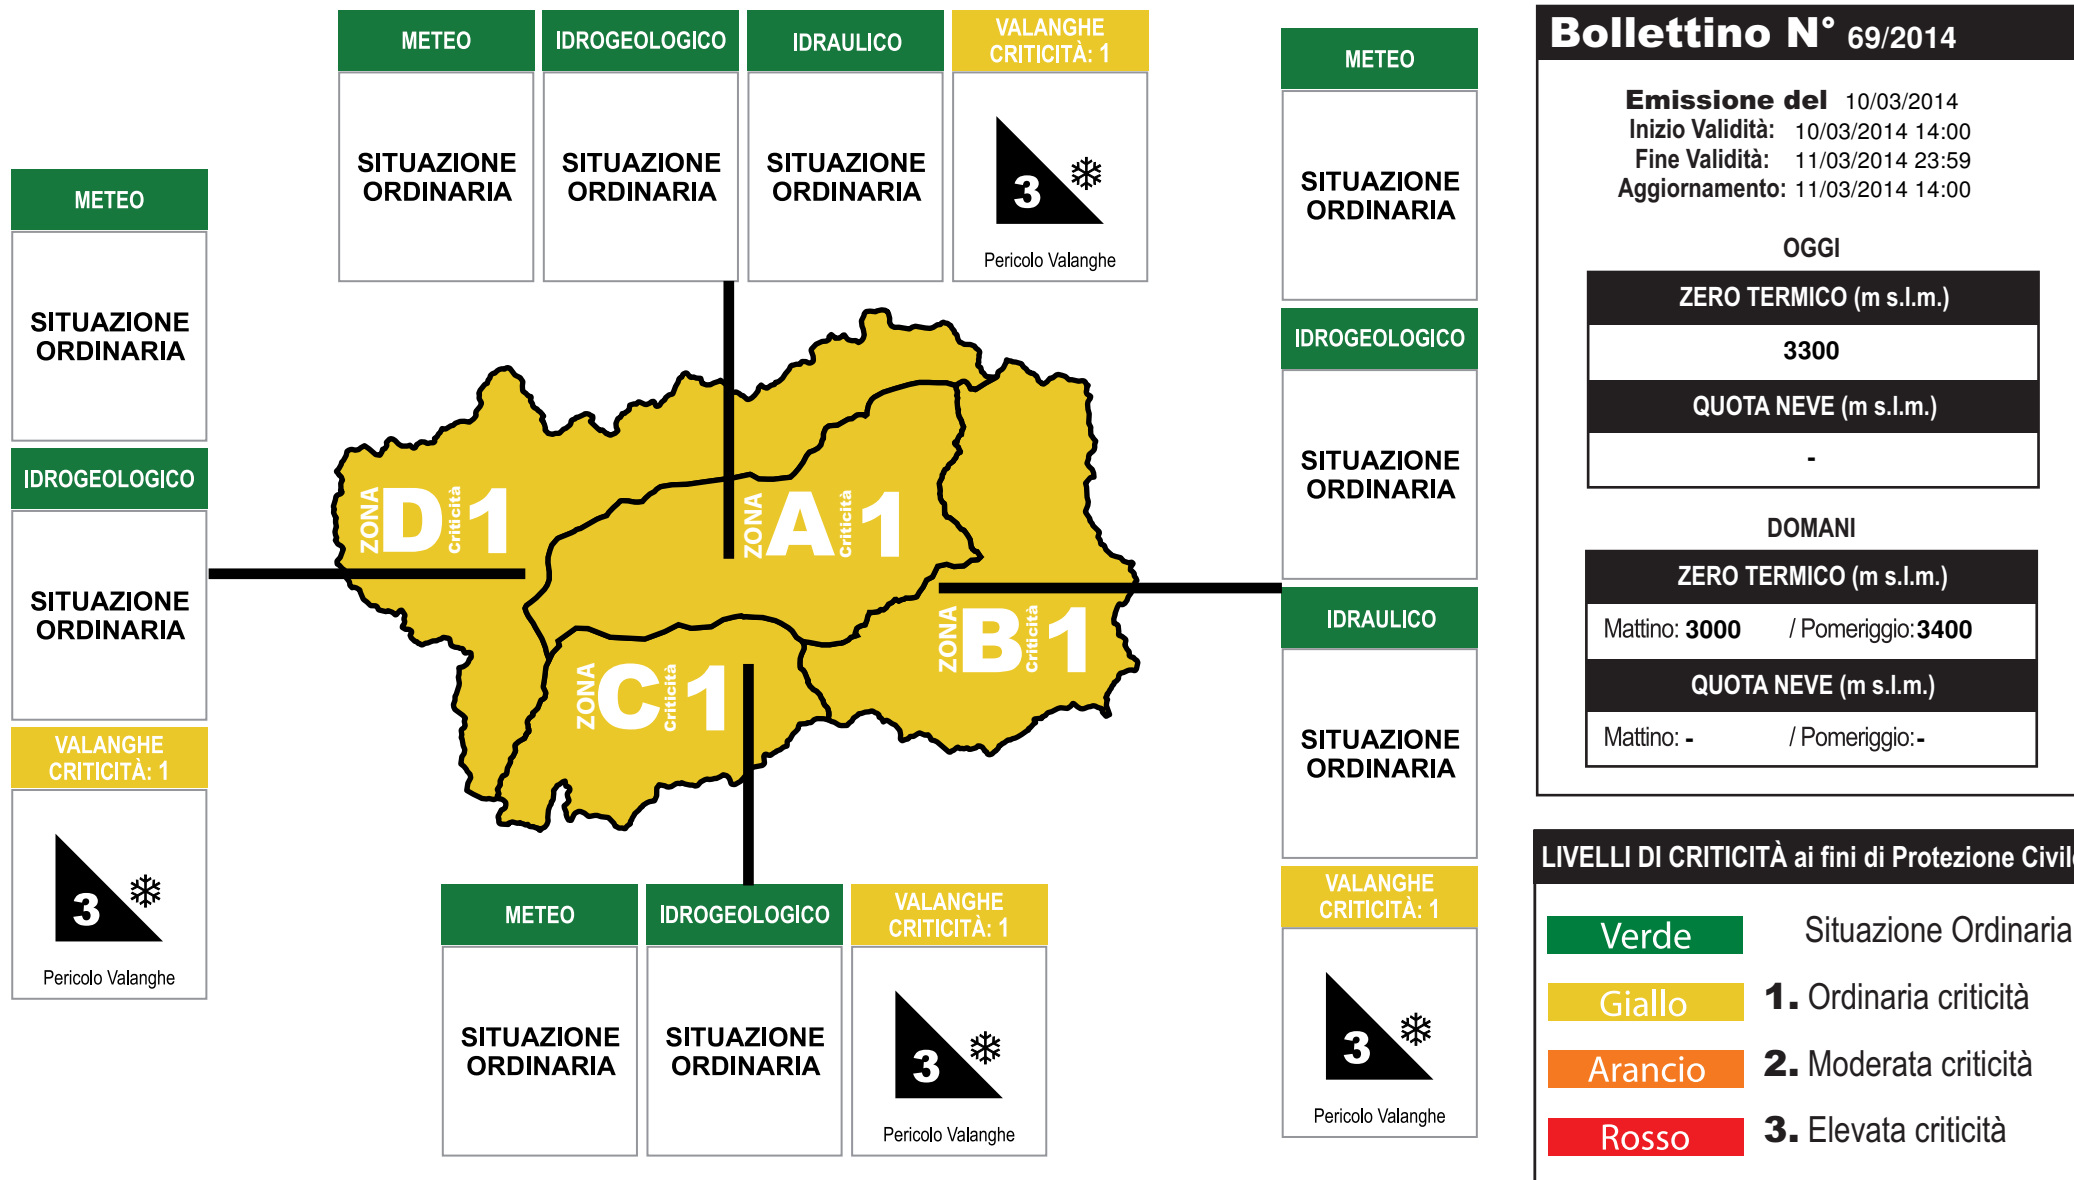 METEO
SITUAZIONE
ORDINARIA
IDROGEOLOGICO
SITUAZIONE
ORDINARIA
VALANGHE
CRITICITÀ: 1
3
Pericolo Valanghe
METEO
IDROGEOLOGICO
IDRAULICO
VALANGHE
CRITICITÀ: 1
SITUAZIONE
ORDINARIA
SITUAZIONE
ORDINARIA
SITUAZIONE
ORDINARIA
3
Pericolo Valanghe
ZONA D Criticità 1
ZONA A Criticità 1
ZONA B Criticità 1
ZONA C Criticità 1
METEO
IDROGEOLOGICO
VALANGHE
CRITICITÀ: 1
SITUAZIONE
ORDINARIA
SITUAZIONE
ORDINARIA
3
Pericolo Valanghe
METEO
SITUAZIONE
ORDINARIA
IDROGEOLOGICO
SITUAZIONE
ORDINARIA
IDRAULICO
SITUAZIONE
ORDINARIA
VALANGHE
CRITICITÀ: 1
3
Pericolo Valanghe
Bollettino N° 69/2014
Emissione del 10/03/2014
Inizio Validità: 10/03/2014 14:00
Fine Validità: 11/03/2014 23:59
Aggiornamento: 11/03/2014 14:00
OGGI
ZERO TERMICO (m s.l.m.)
3300
QUOTA NEVE (m s.l.m.)
-
DOMANI
ZERO TERMICO (m s.l.m.)
Mattino: 3000 / Pomeriggio: 3400
QUOTA NEVE (m s.l.m.)
Mattino: - / Pomeriggio: -
LIVELLI DI CRITICITÀ ai fini di Protezione Civile
Verde Situazione Ordinaria
Giallo 1. Ordinaria criticità
Arancio 2. Moderata criticità
Rosso 3. Elevata criticità